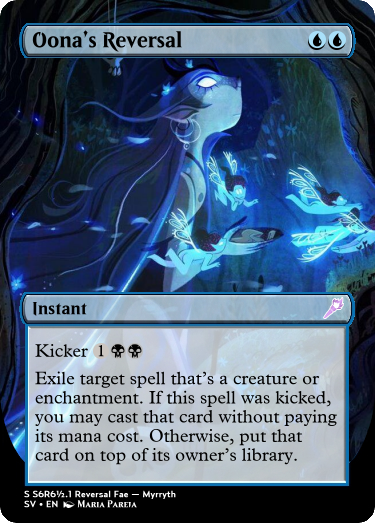 Oona's Reversal
Instant
Kicker 1
Exile target spell that's a creature or
enchantment. If this spell was kicked,
you may cast that card without paying
its mana cost. Otherwise, put that
card on top of its owner's library.
S S6R6½.1 Reversal Fae — Myrryth
SV • EN Maria Pareja